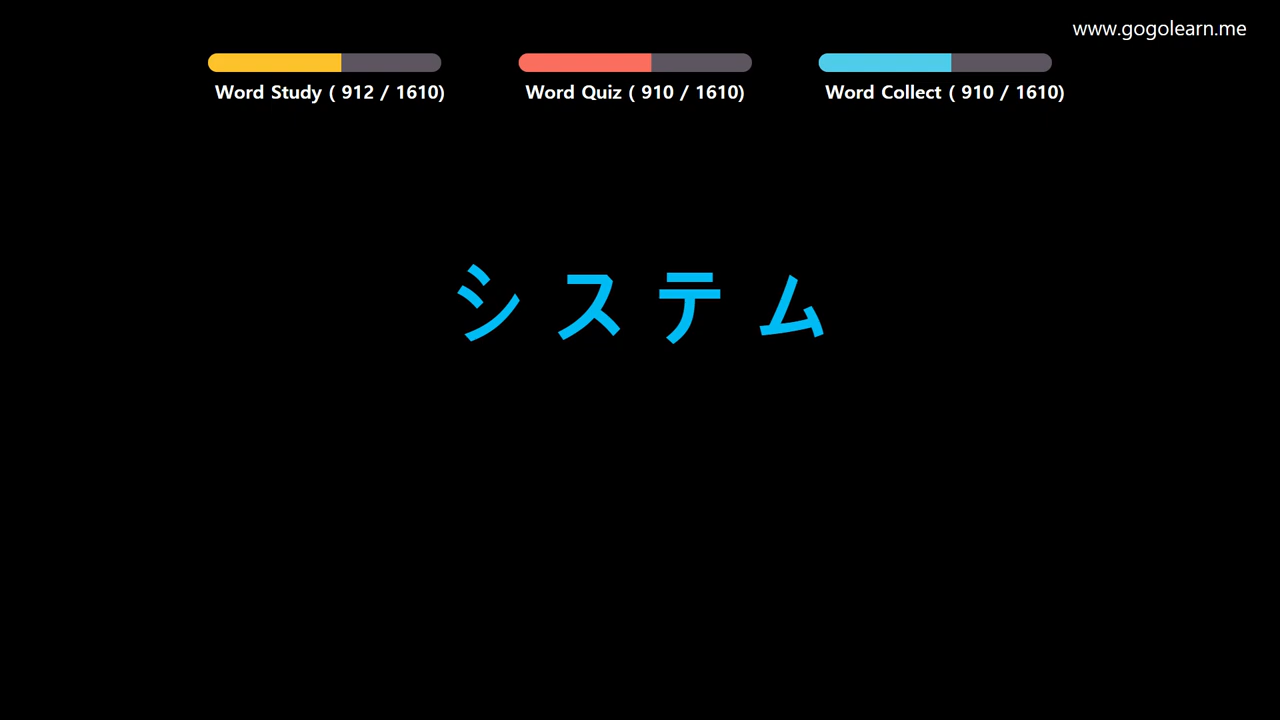 www.gogolearn.me
Word Study ( 912 / 1610)
Word Quiz ( 910 / 1610)
Word Collect ( 910 / 1610)
システム